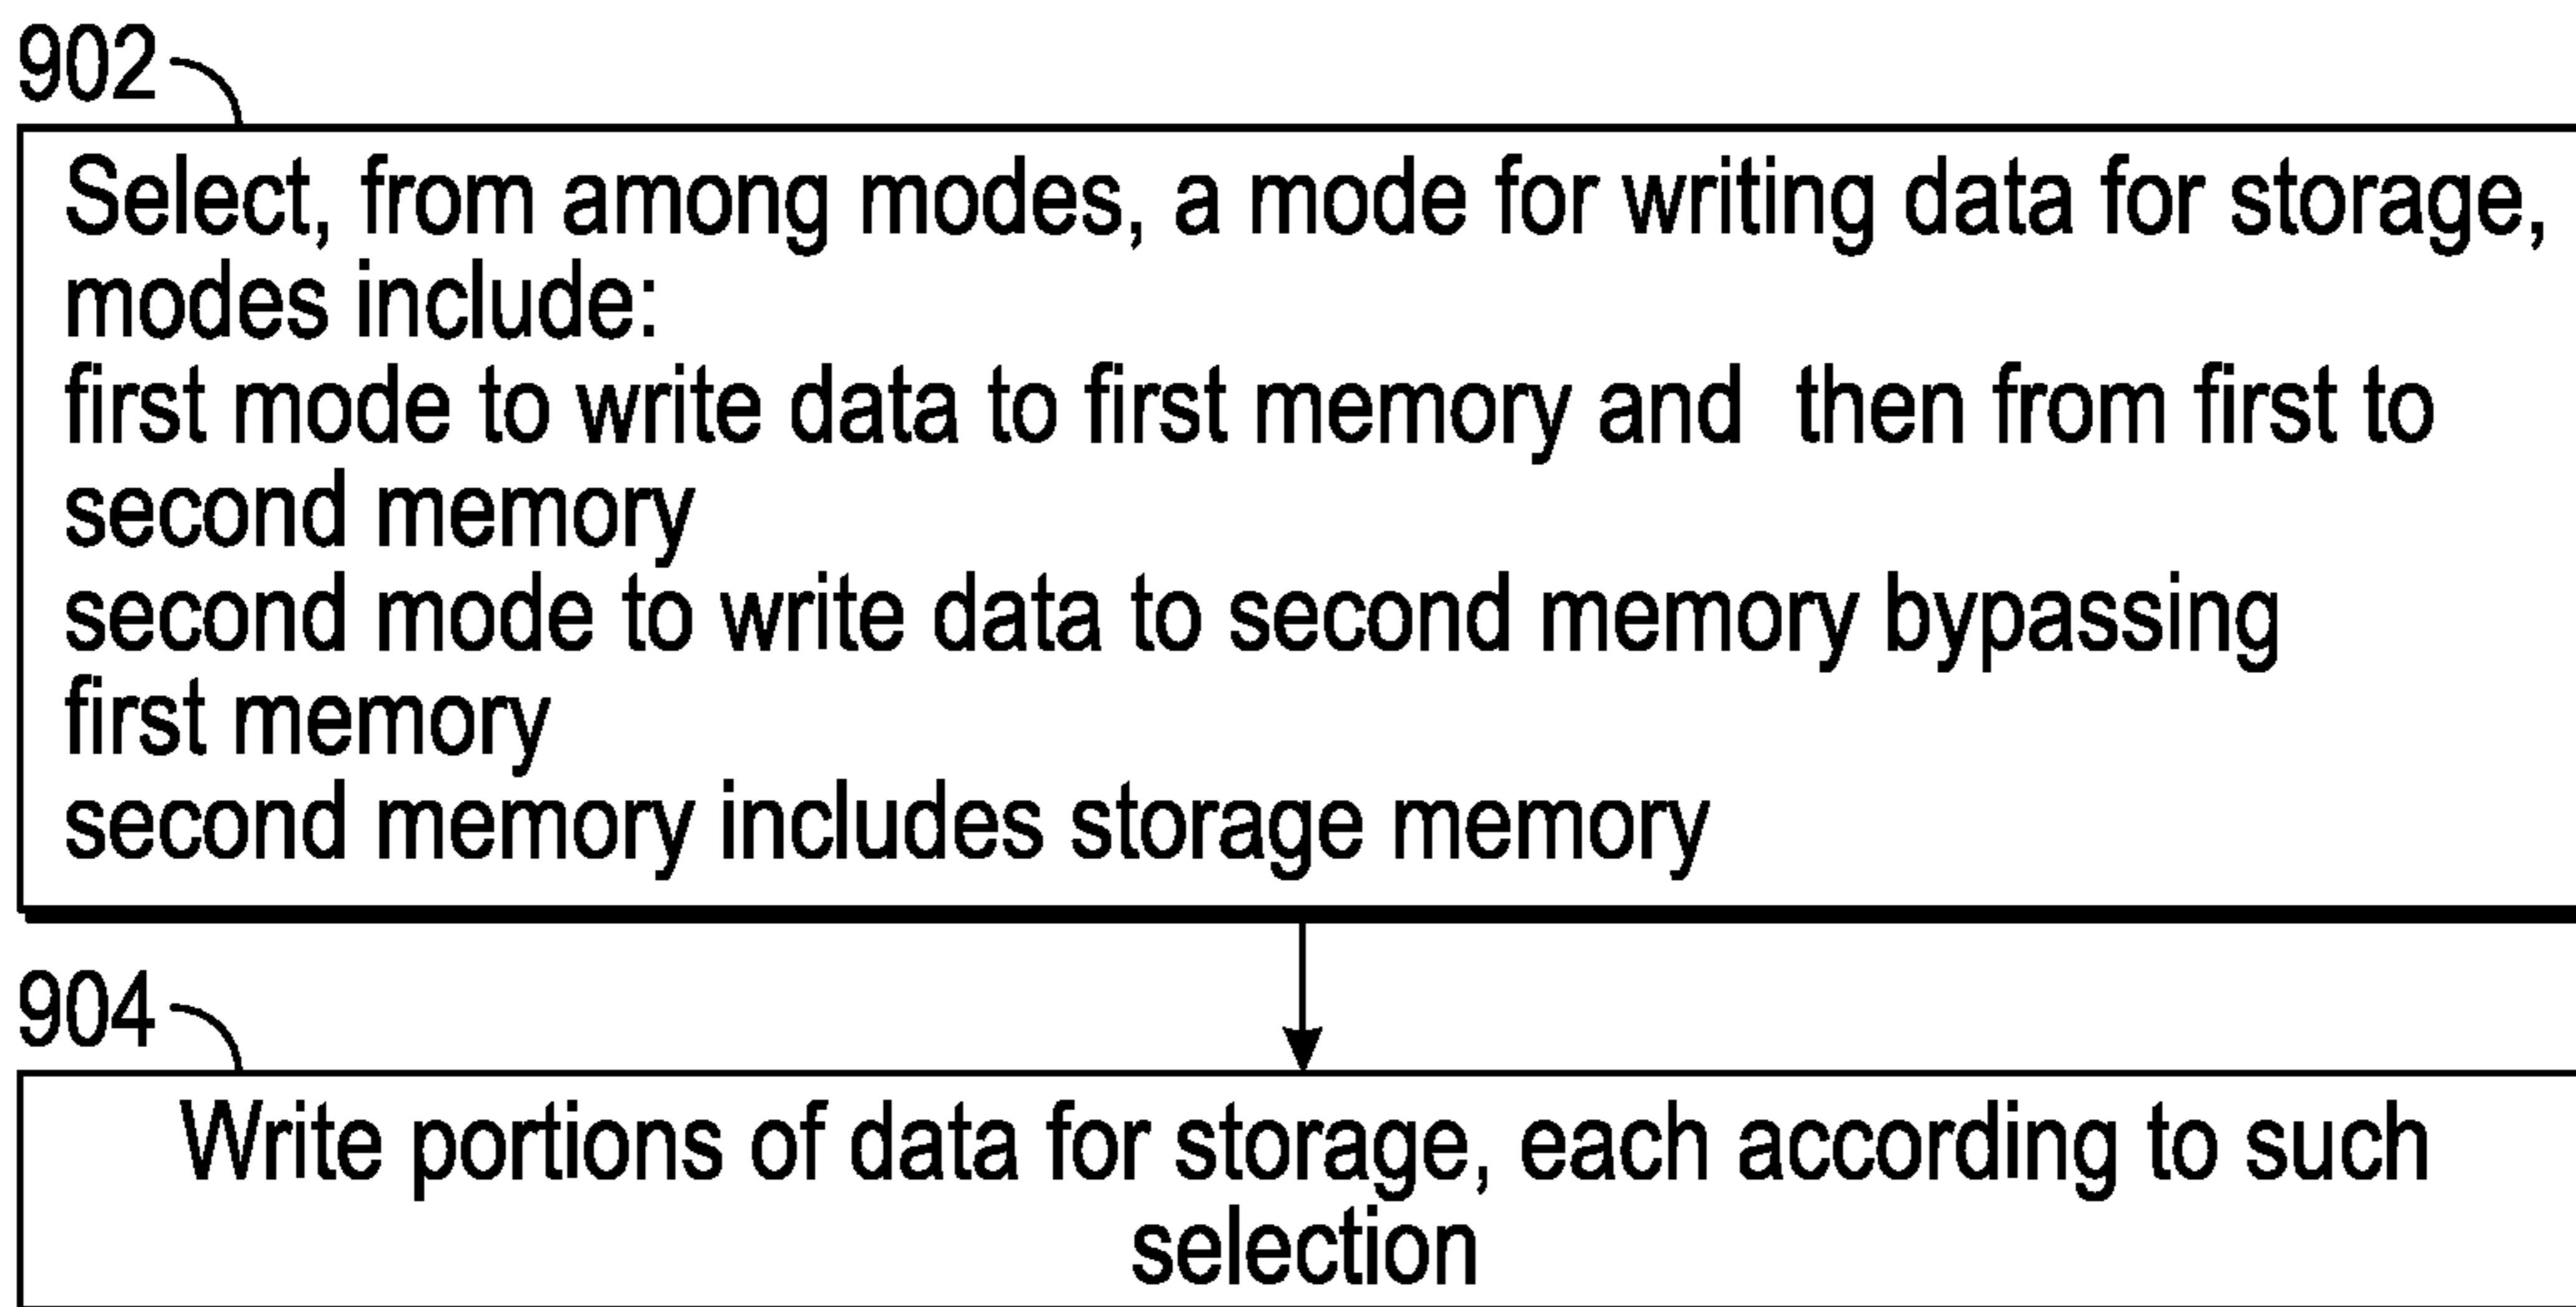 902
Select, from among modes, a mode for writing data for storage,
modes include:
first mode to write data to first memory and then from first to
second memory
second mode to write data to second memory bypassing
first memory
second memory includes storage memory
904
Write portions of data for storage, each according to such
selection